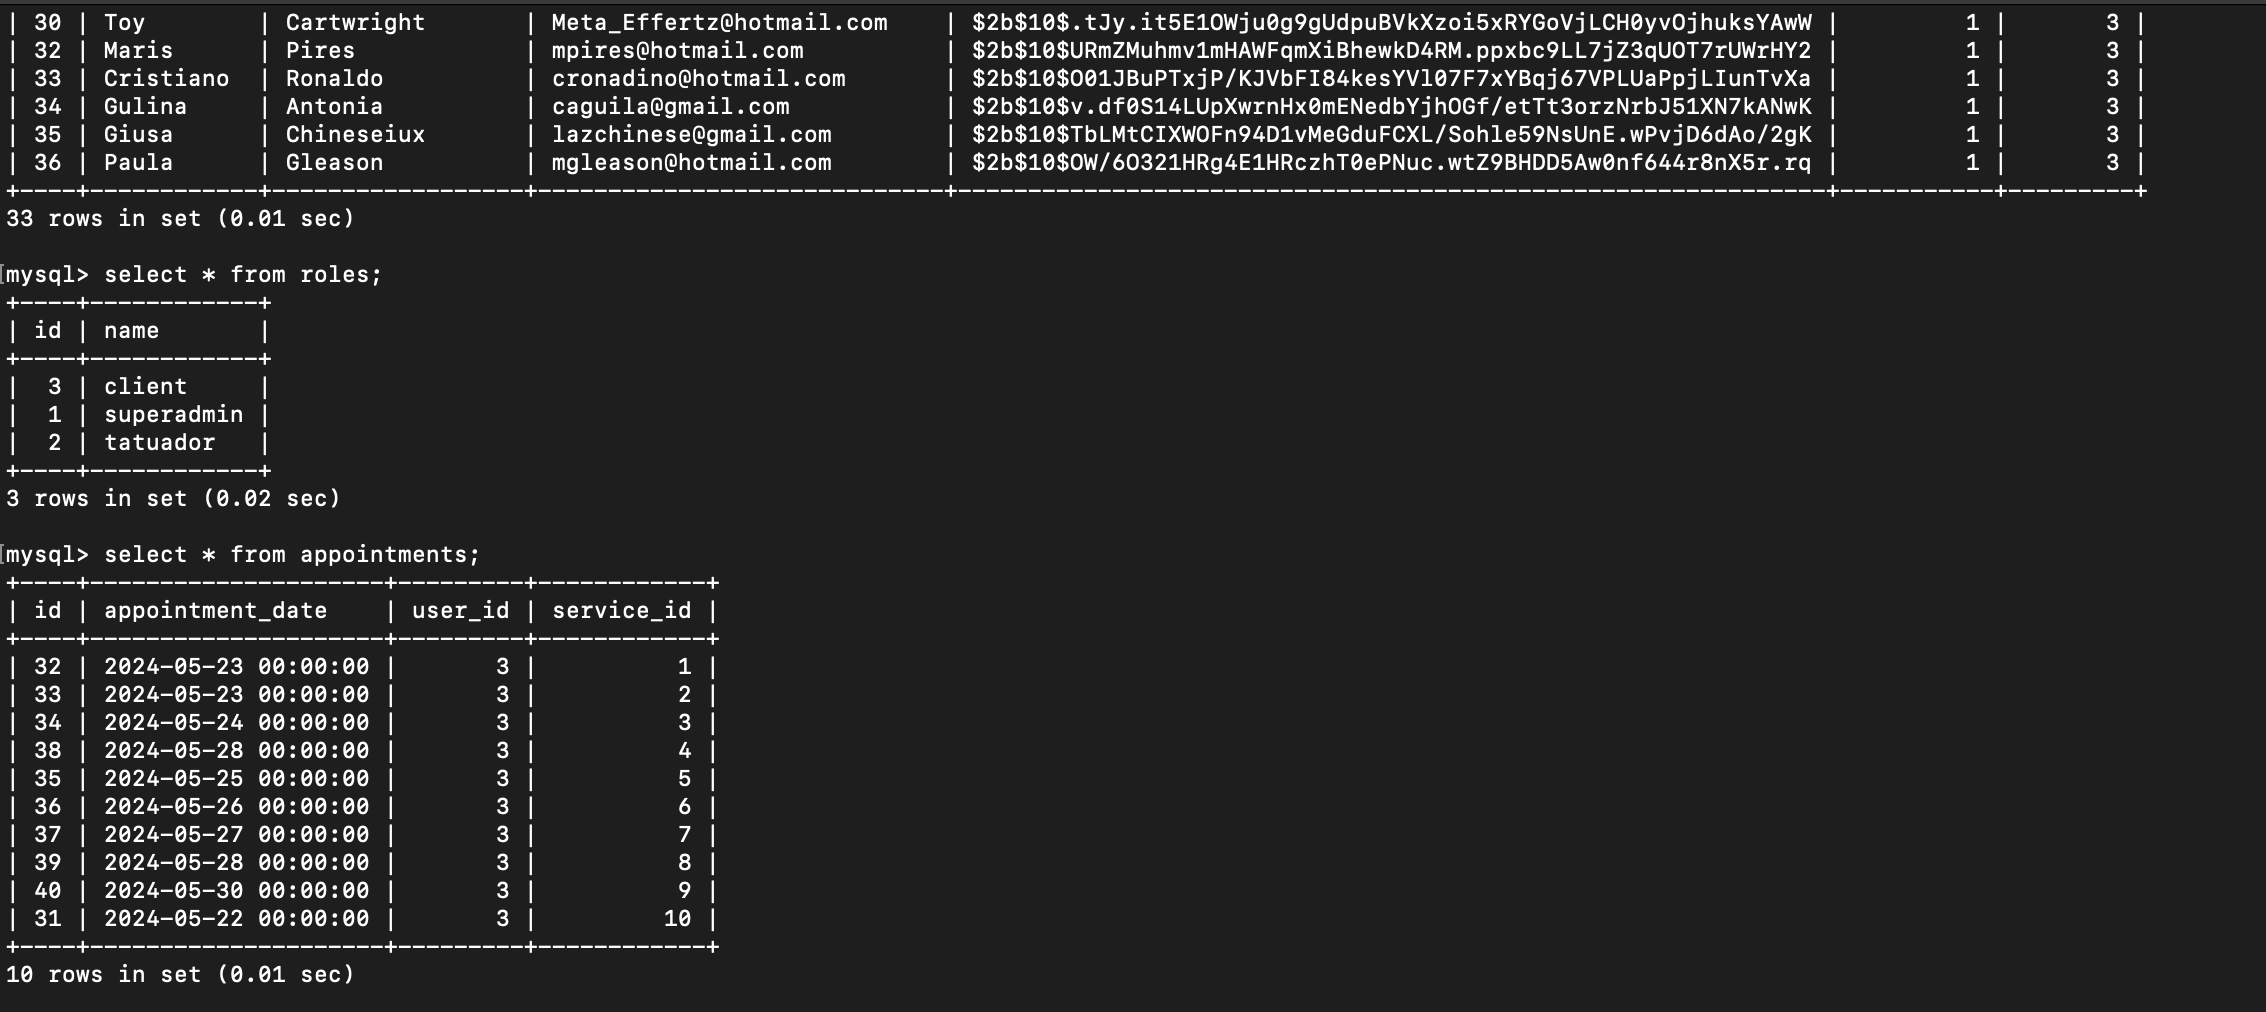 | 30 | Toy        | Cartwright       | Meta_Effertz@hotmail.com     | $2b$10$.tJy.it5E1OWju0g9gUdpuBVkXzoi5xRYGoVjLCH0yvOjhuksYAwW |         1 |       3 |
| 32 | Maris      | Pires            | mpires@hotmail.com           | $2b$10$URmZMuhmv1mHAWFqmXiBhewkD4RM.ppxbc9LL7jZ3qUOT7rUWrHY2 |         1 |       3 |
| 33 | Cristiano  | Ronaldo          | cronadino@hotmail.com        | $2b$10$O01JBuPTxjP/KJVbFI84kesYVl07F7xYBqj67VPLUaPpjLIunTvXa |         1 |       3 |
| 34 | Gulina     | Antonia          | caguila@gmail.com            | $2b$10$v.df0S14LUpXwrnHx0mENedbYjhOGf/etTt3orzNrbJ51XN7kANwK |         1 |       3 |
| 35 | Giusa      | Chineseiux       | lazchinese@gmail.com         | $2b$10$TbLMtCIXWOFn94D1vMeGduFCXL/Sohle59NsUnE.wPvjD6dAo/2gK |         1 |       3 |
| 36 | Paula      | Gleason          | mgleason@hotmail.com         | $2b$10$OW/6O321HRg4E1HRczhT0ePNuc.wtZ9BHDD5Aw0nf644r8nX5r.rq |         1 |       3 |
+----+------------+------------------+-----------------------------+--------------------------------------------------------------+-----------+---------+
33 rows in set (0.01 sec)
[mysql> select * from roles;
+----+------------+
| id | name       |
+----+------------+
|  3 | client     |
|  1 | superadmin |
|  2 | tatuador   |
+----+------------+
3 rows in set (0.02 sec)
[mysql> select * from appointments;
+----+---------------------+---------+------------+
| id | appointment_date    | user_id | service_id |
+----+---------------------+---------+------------+
| 32 | 2024-05-23 00:00:00 |       3 |          1 |
| 33 | 2024-05-23 00:00:00 |       3 |          2 |
| 34 | 2024-05-24 00:00:00 |       3 |          3 |
| 38 | 2024-05-28 00:00:00 |       3 |          4 |
| 35 | 2024-05-25 00:00:00 |       3 |          5 |
| 36 | 2024-05-26 00:00:00 |       3 |          6 |
| 37 | 2024-05-27 00:00:00 |       3 |          7 |
| 39 | 2024-05-28 00:00:00 |       3 |          8 |
| 40 | 2024-05-30 00:00:00 |       3 |          9 |
| 31 | 2024-05-22 00:00:00 |       3 |         10 |
+----+---------------------+---------+------------+
10 rows in set (0.01 sec)